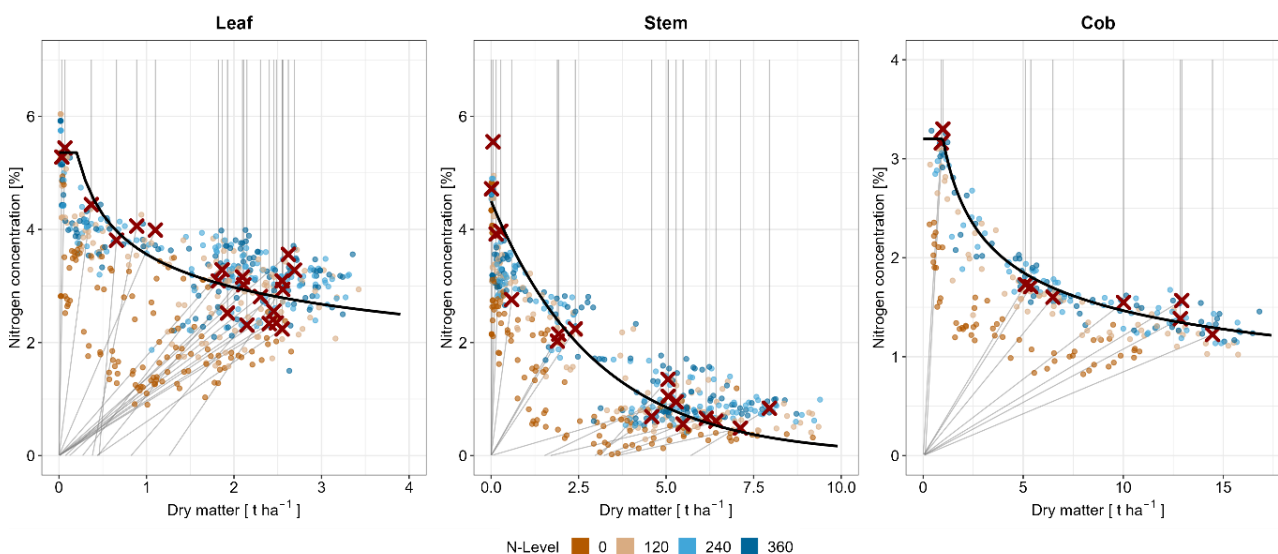 Leaf
Nitrogen concentration [%]
6
4
2
0
0 1 2 3 4
Dry matter [ t ha⁻¹ ]
Stem
Nitrogen concentration [%]
6
4
2
0
0.0 2.5 5.0 7.5 10.0
Dry matter [ t ha⁻¹ ]
Cob
Nitrogen concentration [%]
4
3
2
1
0
0 5 10 15
Dry matter [ t ha⁻¹ ]
N-Level 0 120 240 360